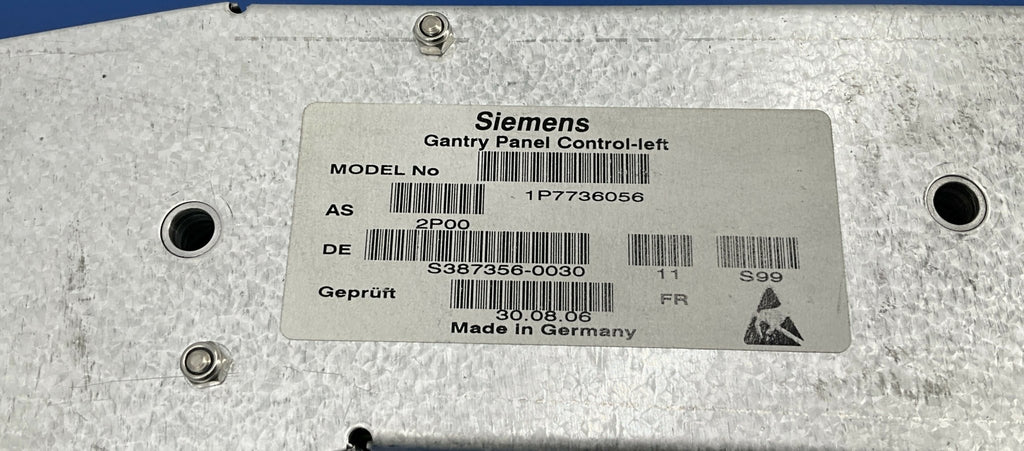 Siemens
Gantry Panel Control-left
MODEL No
1P7736056
AS
2P00
DE
S387356-0030 11 S99
Geprüft FR
30.08.06
Made in Germany